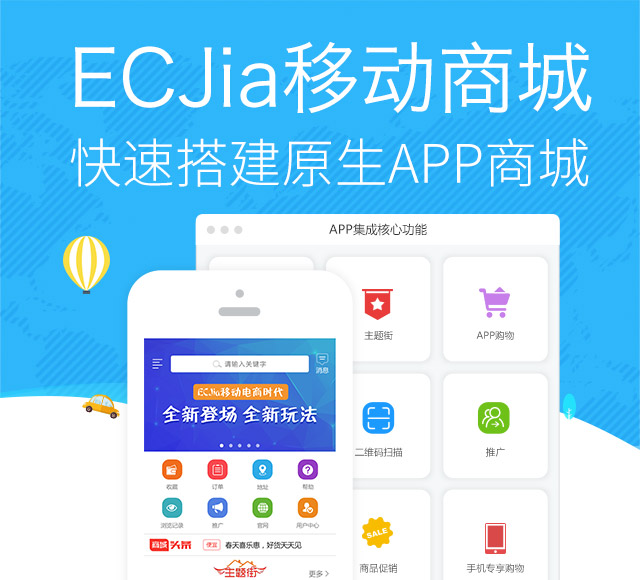 ECJia移动商城
快速搭建原生APP商城
APP集成核心功能
主题街
APP购物
二维码扫描
推广
SALE
商品促销
手机专享购物
请输入关键字
消息
ECJia移动电商时代
全新登场 全新玩法
收藏
订单
地址
帮助
浏览记录
推广
官网
用户中心
商城头条
便宜
春天喜乐惠，好货天天见
主题街
更多>